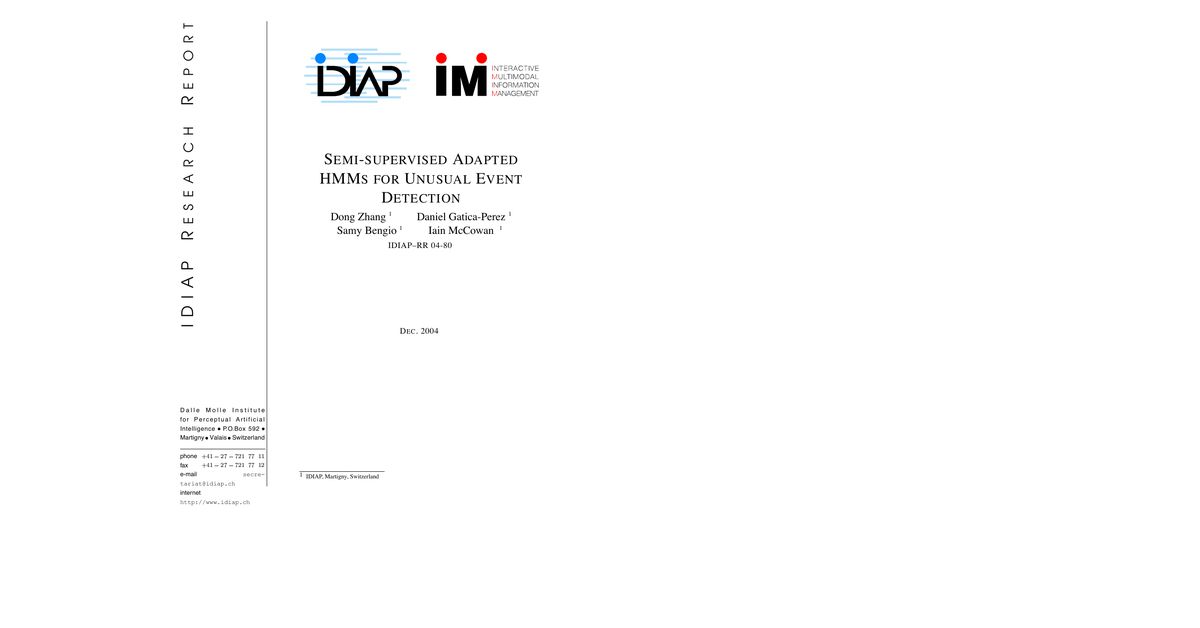 IDIAP RESEARCH REPORT
IDIAP
IM
INTERACTIVE
MULTIMODAL
INFORMATION
MANAGEMENT
SEMI-SUPERVISED ADAPTED
HMMS FOR UNUSUAL EVENT
DETECTION
Dong Zhang 1 Daniel Gatica-Perez 1
Samy Bengio 1 Iain McCowan 1
IDIAP–RR 04-80
DEC. 2004
Dalle Molle Institute
for Perceptual Artificial
Intelligence • P.O.Box 592 •
Martigny • Valais • Switzerland
phone +41 – 27 – 721 77 11
fax +41 – 27 – 721 77 12
e-mail secre-
tariat@idiap.ch
internet
http://www.idiap.ch
1 IDIAP, Martigny, Switzerland